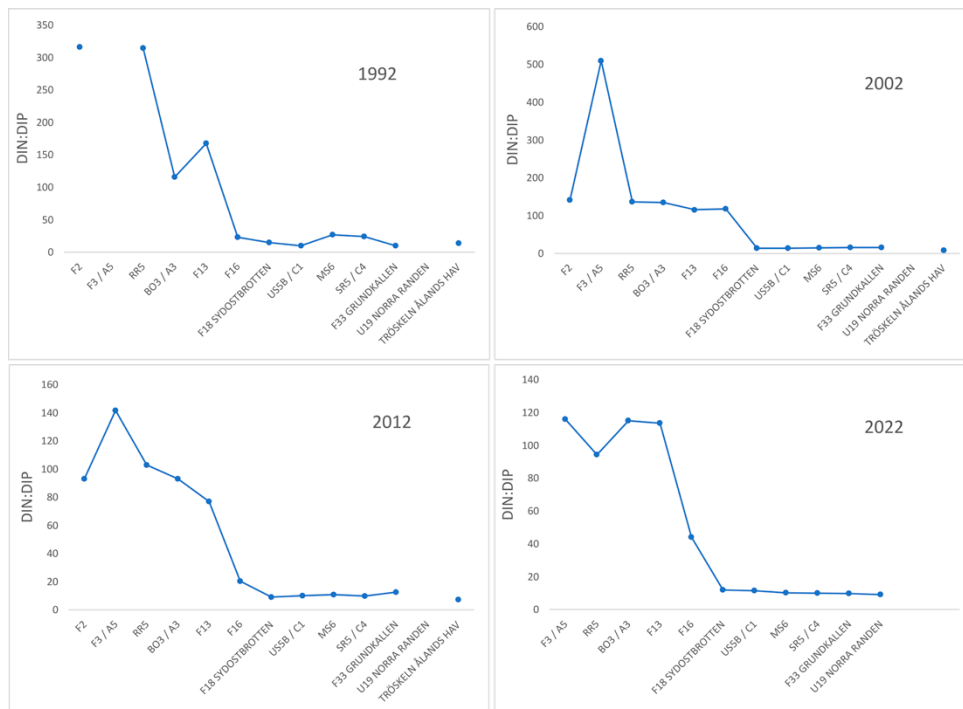 350
300
250
200
150
100
50
0
DIN:DIP
1992
F2
F3 / A5
RR5
BO3 / A3
F13
F16
F18 SYDOSTBROTTEN
US5B / C1
MS6
SR5 / C4
F33 GRUNDKALLEN
U19 NORRA RANDEN
TRÖSKELN ÅLANDS HAV
600
500
400
300
200
100
0
DIN:DIP
2002
F2
F3 / A5
RR5
BO3 / A3
F13
F16
F18 SYDOSTBROTTEN
US5B / C1
MS6
SR5 / C4
F33 GRUNDKALLEN
U19 NORRA RANDEN
TRÖSKELN ÅLANDS HAV
160
140
120
100
80
60
40
20
0
DIN:DIP
2012
F2
F3 / A5
RR5
BO3 / A3
F13
F16
F18 SYDOSTBROTTEN
US5B / C1
MS6
SR5 / C4
F33 GRUNDKALLEN
U19 NORRA RANDEN
TRÖSKELN ÅLANDS HAV
140
120
100
80
60
40
20
0
DIN:DIP
2022
F3 / A5
RR5
BO3 / A3
F13
F16
F18 SYDOSTBROTTEN
US5B / C1
MS6
SR5 / C4
F33 GRUNDKALLEN
U19 NORRA RANDEN